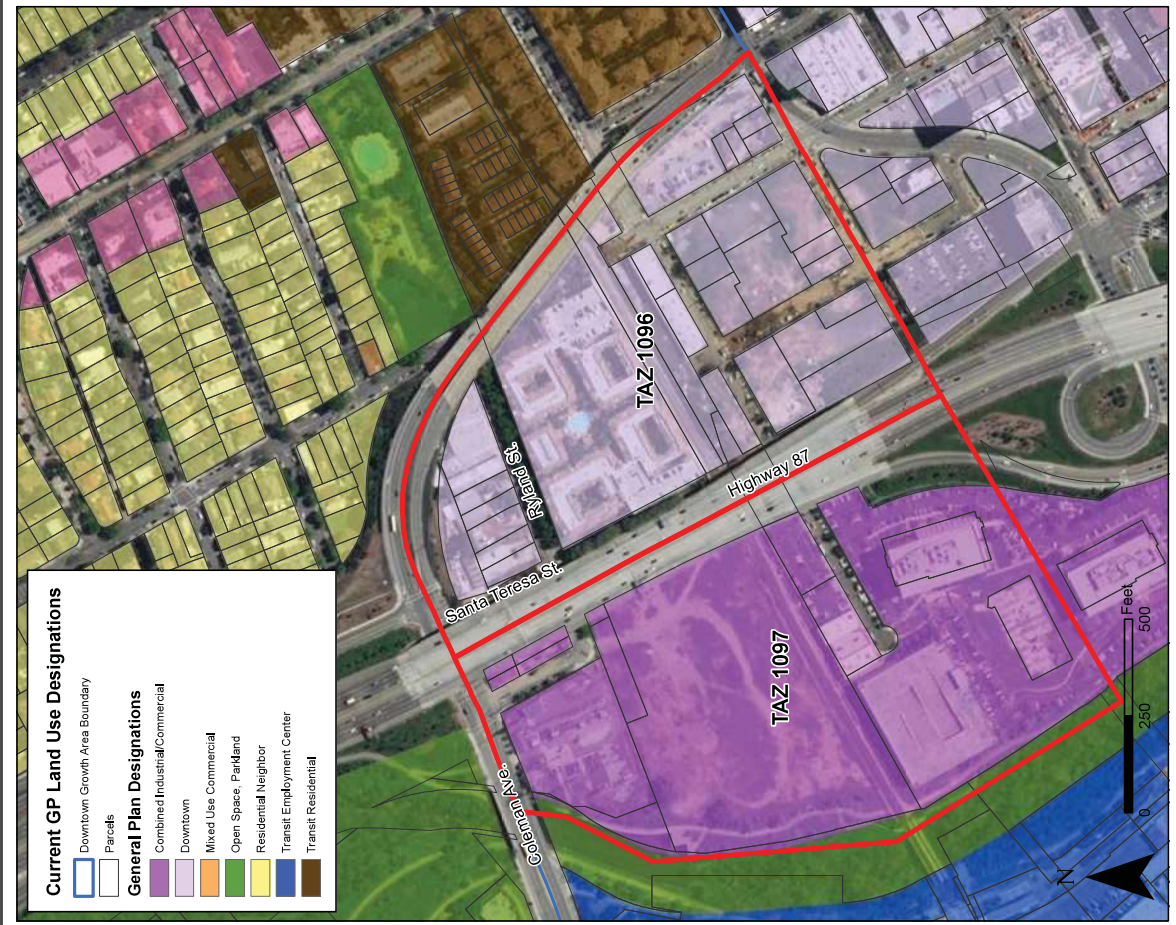 Current GP Land Use Designations
Downtown Growth Area Boundary
Parcels
General Plan Designations
Combined Industrial/Commercial
Downtown
Mixed Use Commercial
Open Space, Parkland
Residential Neighbor
Transit Employment Center
Transit Residential
Coleman Ave.
Santa Teresa St.
Ryland St.
Highway 87
TAZ 1096
TAZ 1097
N
0
250
500
Feet